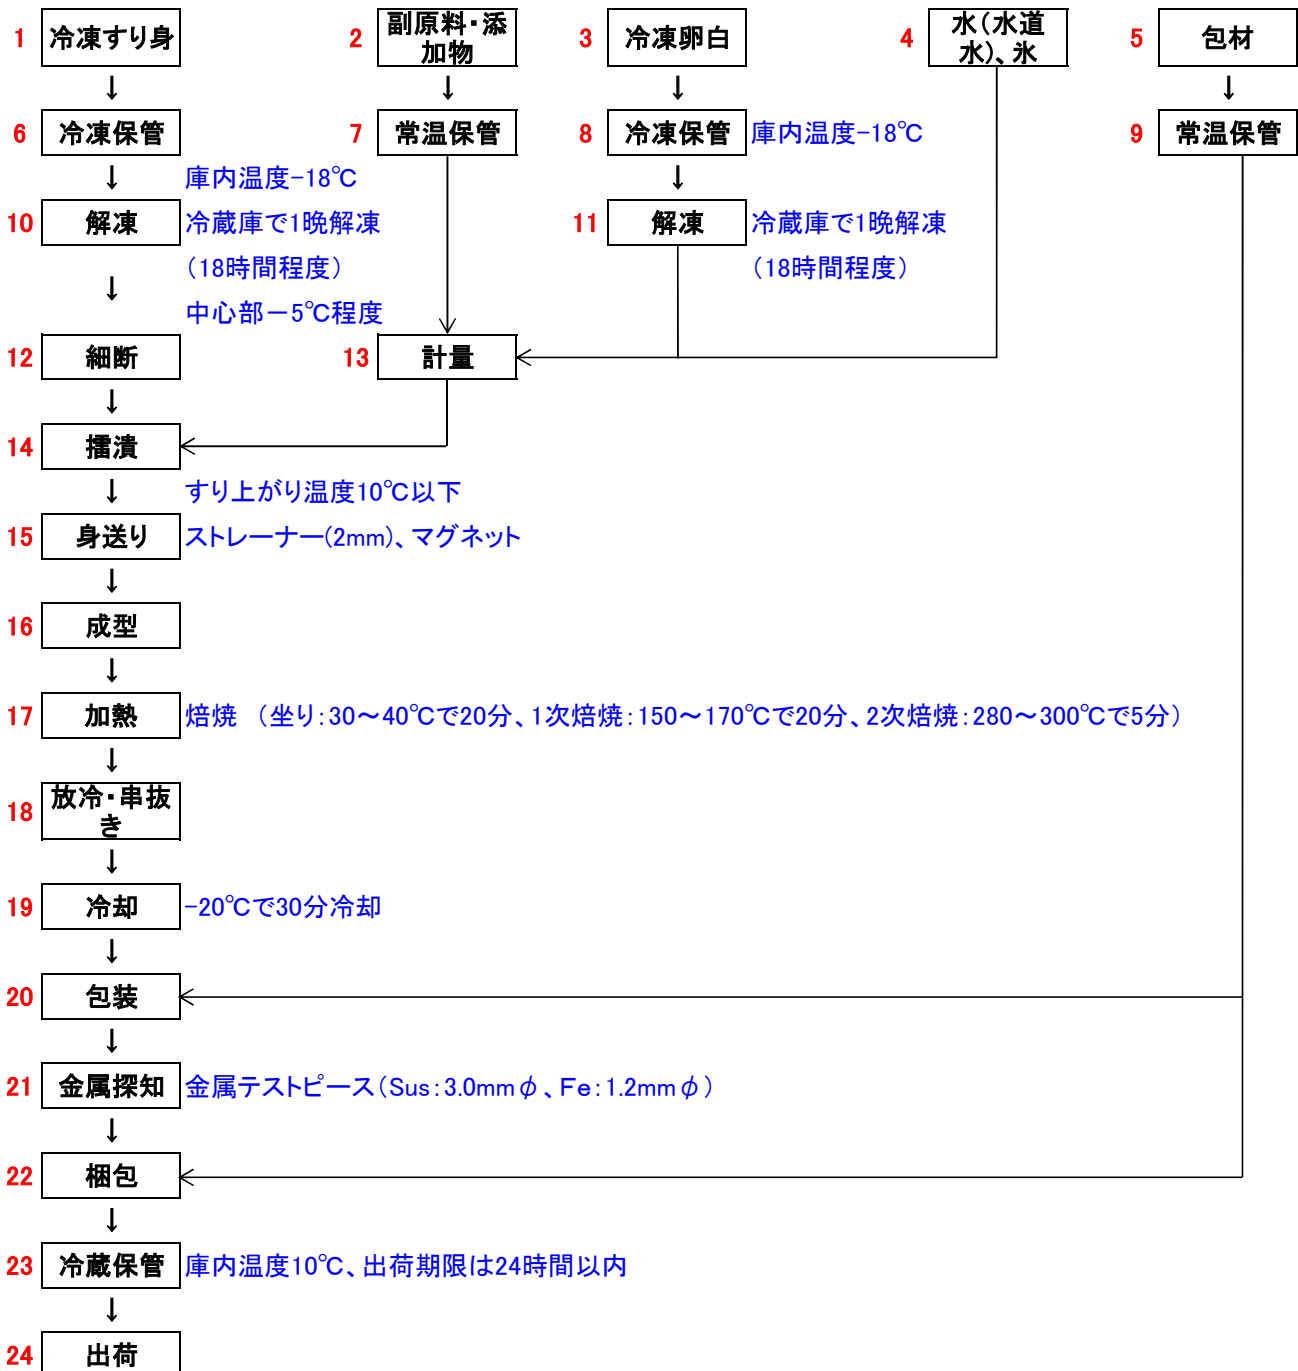 1 冷凍すり身 2 副原料・添加物 3 冷凍卵白 4 水（水道水）、氷 5 包材
↓ ↓ ↓ ↓
6 冷凍保管 7 常温保管 8 冷凍保管 庫内温度-18℃ 9 常温保管
↓ 庫内温度-18℃ ↓
10 解凍 冷蔵庫で1晩解凍 11 解凍 冷蔵庫で1晩解凍
（18時間程度） （18時間程度）
↓
中心部－5℃程度
12 細断 13 計量
↓
14 擂潰
↓ すり上がり温度10℃以下
15 身送り ストレーナー(2mm)、マグネット
↓
16 成型
↓
17 加熱 焙焼　（坐り：30～40℃で20分、1次焙焼：150～170℃で20分、2次焙焼：280～300℃で5分）
↓
18 放冷・串抜き
↓
19 冷却 -20℃で30分冷却
↓
20 包装
↓
21 金属探知 金属テストピース（Sus：3.0mmφ、Fe：1.2mmφ）
↓
22 梱包
↓
23 冷蔵保管 庫内温度10℃、出荷期限は24時間以内
↓
24 出荷